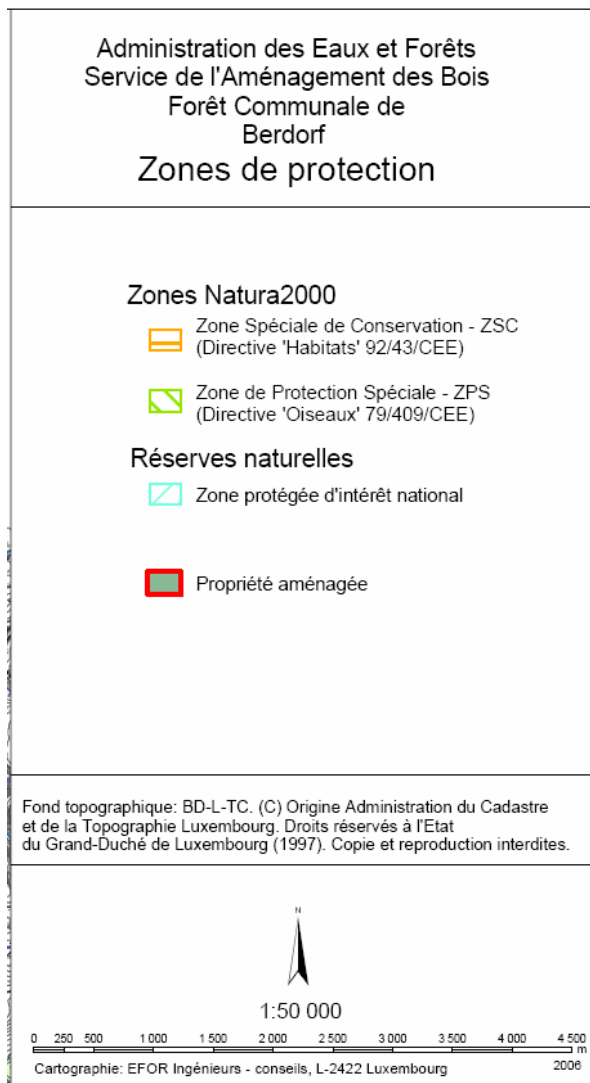 Administration des Eaux et Forêts
Service de l'Aménagement des Bois
Forêt Communale de
Berdorf
Zones de protection
Zones Natura2000
Zone Spéciale de Conservation - ZSC
(Directive 'Habitats' 92/43/CEE)
Zone de Protection Spéciale - ZPS
(Directive 'Oiseaux' 79/409/CEE)
Réserves naturelles
Zone protégée d'intérêt national
Propriété aménagée
Fond topographique: BD-L-TC. (C) Origine Administration du Cadastre
et de la Topographie Luxembourg. Droits réservés à l'Etat
du Grand-Duché de Luxembourg (1997). Copie et reproduction interdites.
N
1:50 000
0 250 500 1 000 1 500 2 000 2 500 3 000 3 500 4 000 4 500
m
Cartographie: EFOR Ingénieurs - conseils, L-2422 Luxembourg 2006